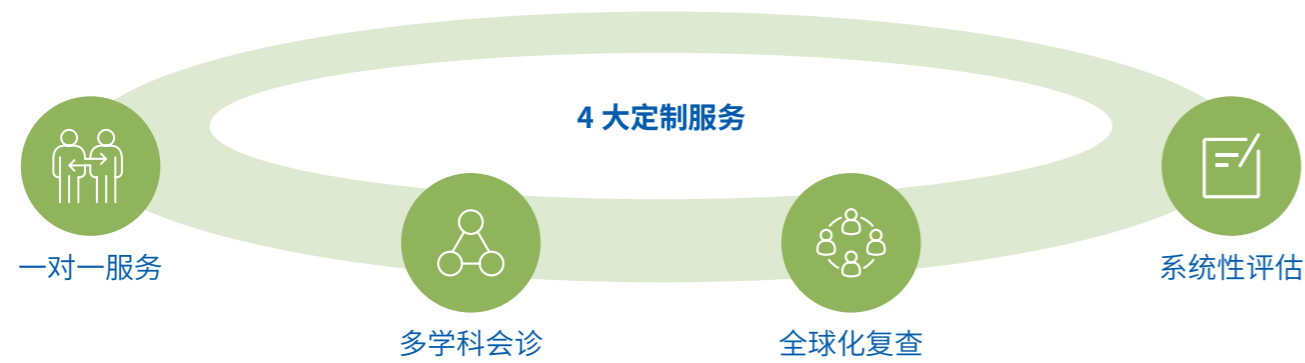 4 大定制服务
一对一服务
多学科会诊
全球化复查
系统性评估